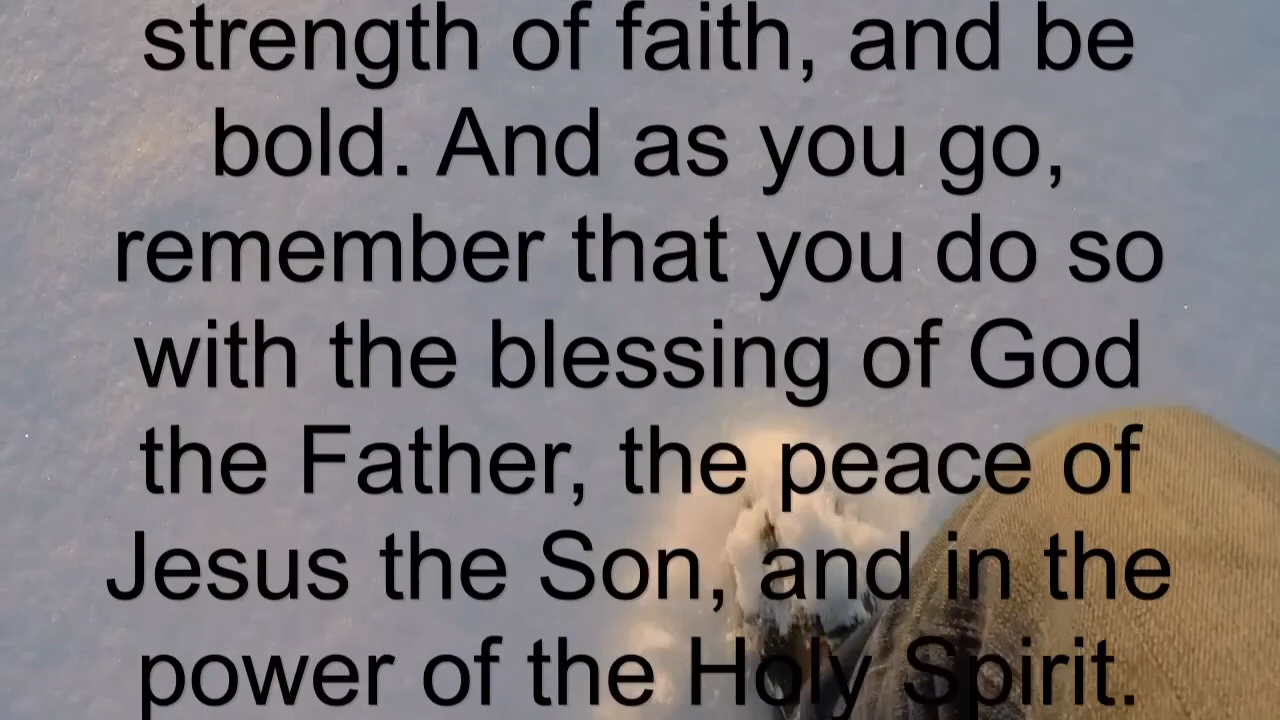 strength of faith, and be
bold. And as you go,
remember that you do so
with the blessing of God
the Father, the peace of
Jesus the Son, and in the
power of the Holy Spirit.